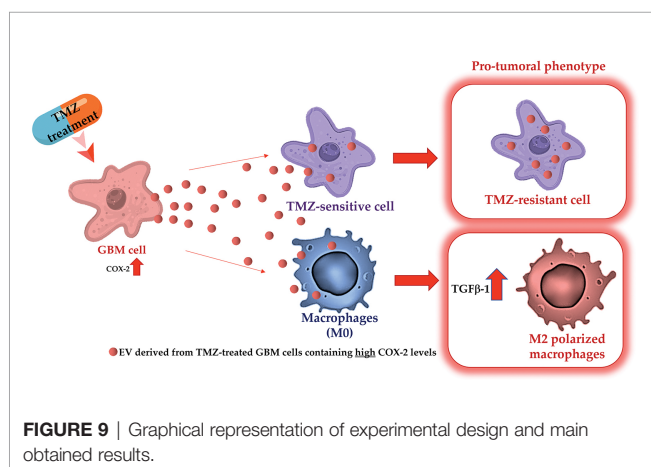 Pro-tumoral phenotype
TMZ
treatment
TMZ-sensitive cell
TMZ-resistant cell
GBM cell
COX-2
TGFβ-1
Macrophages
(M0)
M2 polarized
macrophages
EV derived from TMZ-treated GBM cells containing high COX-2 levels
FIGURE 9 | Graphical representation of experimental design and main
obtained results.